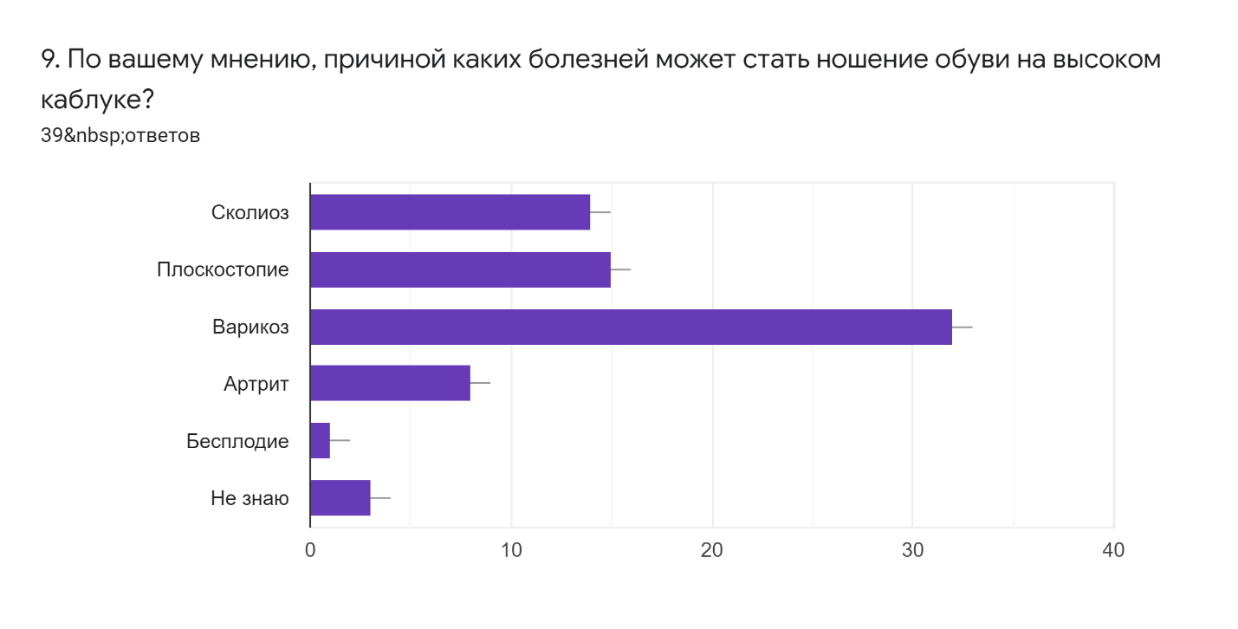 9. По вашему мнению, причиной каких болезней может стать ношение обуви на высоком
каблуке?
39&nbsp;ответов
Сколиоз
Плоскостопие
Варикоз
Артрит
Бесплодие
Не знаю
0 10 20 30 40